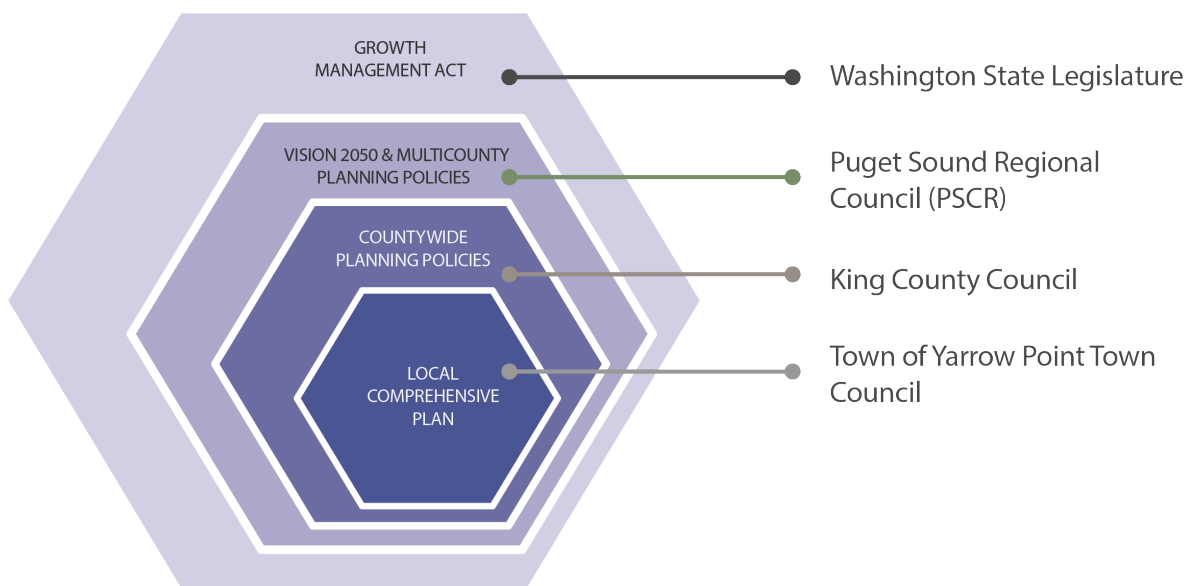 GROWTH
MANAGEMENT ACT
Washington State Legislature
VISION 2050 & MULTICOUNTY
PLANNING POLICIES
Puget Sound Regional
Council (PSCR)
COUNTYWIDE
PLANNING POLICIES
King County Council
LOCAL
COMPREHENSIVE
PLAN
Town of Yarrow Point Town
Council